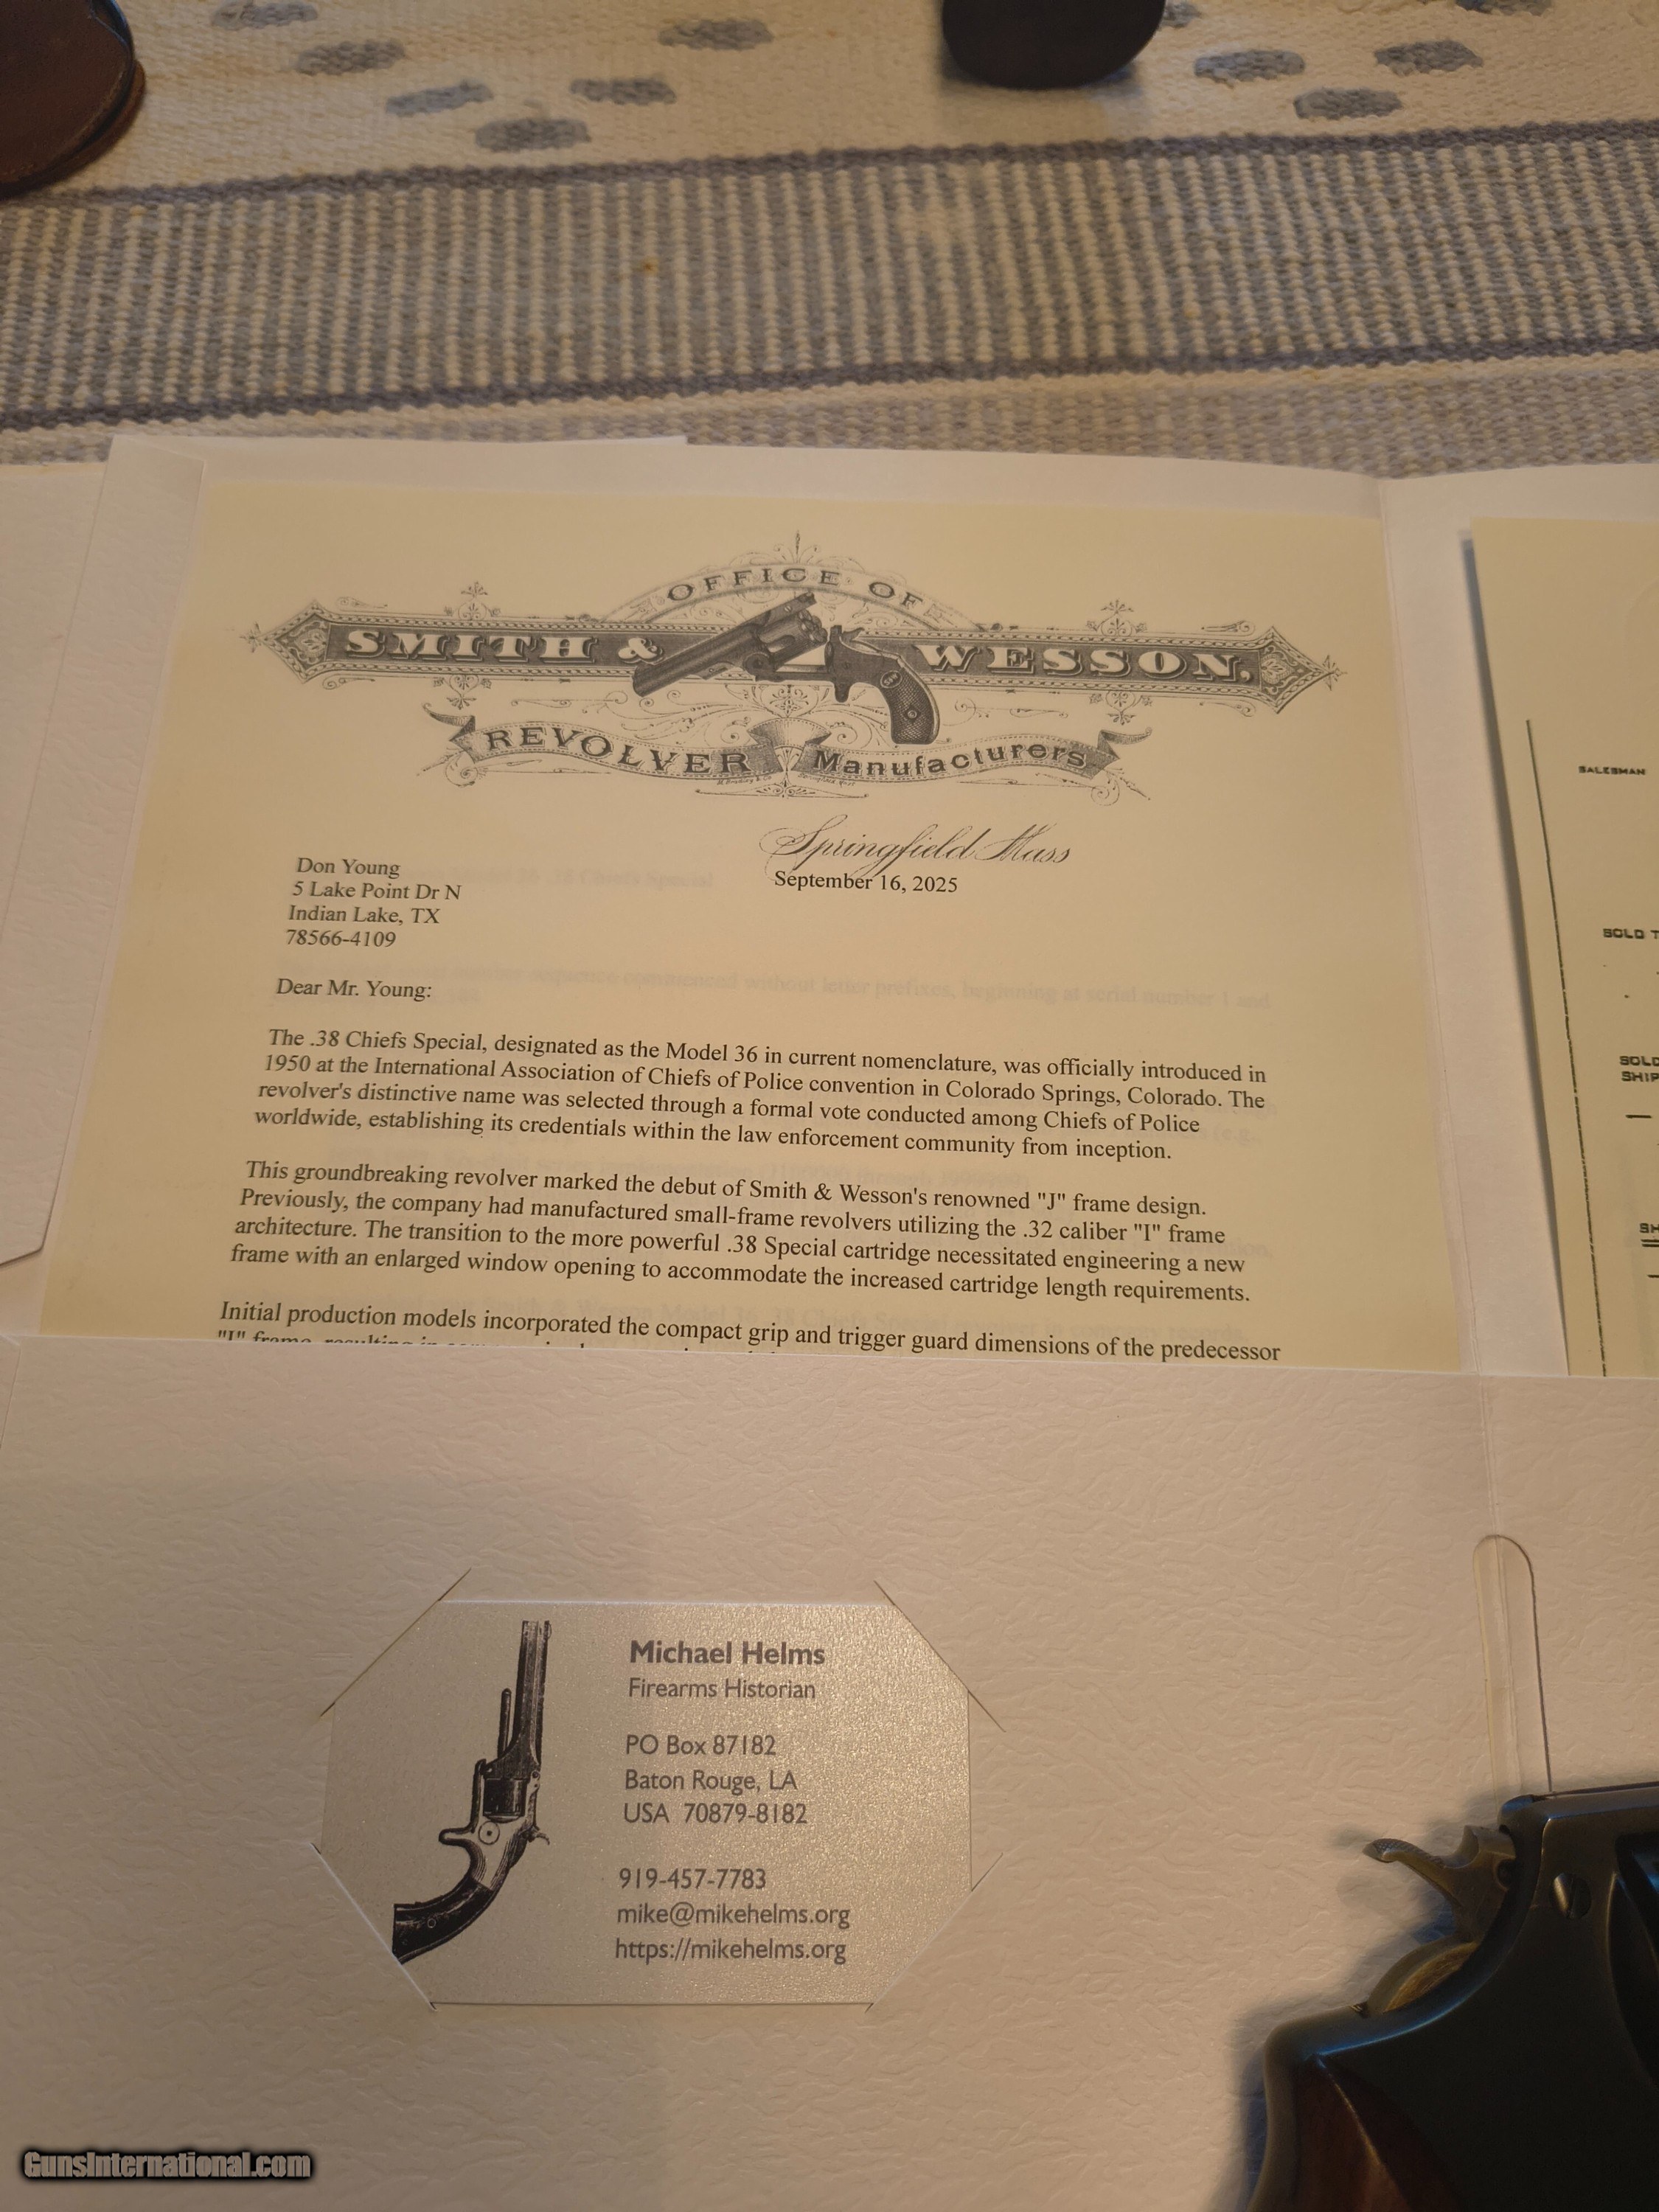 OFFICE OF
SMITH & WESSON.
REVOLVER Manufacturers
Springfield Mass
September 16, 2025
Don Young
5 Lake Point Dr N
Indian Lake, TX
78566-4109
Dear Mr. Young:
The .38 Chiefs Special, designated as the Model 36 in current nomenclature, was officially introduced in
1950 at the International Association of Chiefs of Police convention in Colorado Springs, Colorado. The
revolver's distinctive name was selected through a formal vote conducted among Chiefs of Police
worldwide, establishing its credentials within the law enforcement community from inception.
This groundbreaking revolver marked the debut of Smith & Wesson's renowned "J" frame design.
Previously, the company had manufactured small-frame revolvers utilizing the .32 caliber "I" frame
architecture. The transition to the more powerful .38 Special cartridge necessitated engineering a new
frame with an enlarged window opening to accommodate the increased cartridge length requirements.
Initial production models incorporated the compact grip and trigger guard dimensions of the predecessor
"I" frame, resulting in
SALESMAN
SOLD T
SOLD
SHIP
SH
Michael Helms
Firearms Historian
PO Box 87182
Baton Rouge, LA
USA 70879-8182
919-457-7783
mike@mikehelms.org
https://mikehelms.org
GunsInternational.com